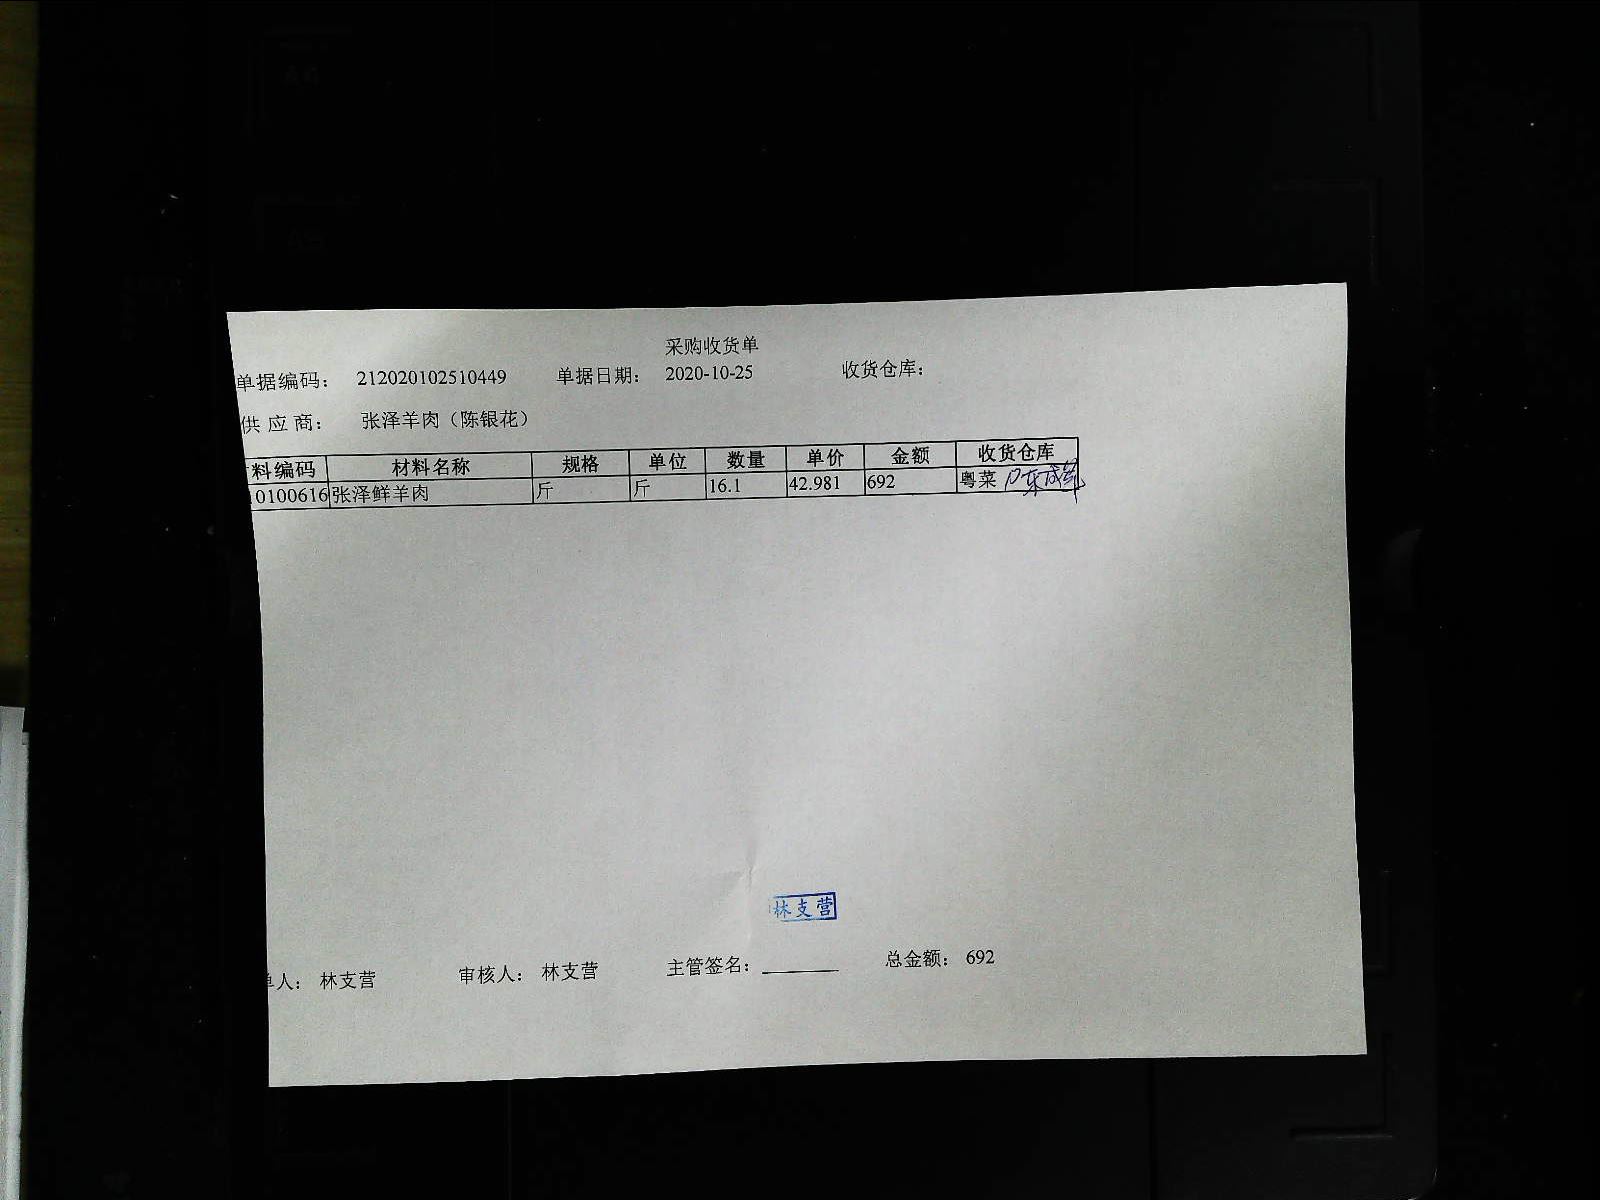 采购收货单
单据编码： 212020102510449 单据日期： 2020-10-25 收货仓库：
供 应 商： 张泽羊肉（陈银花）
料编码 材料名称 规格 单位 数量 单价 金额 收货仓库
10100616 张泽鲜羊肉 斤 斤 16.1 42.981 692 粤菜
林支营
单人： 林支营 审核人： 林支营 主管签名： 总金额： 692